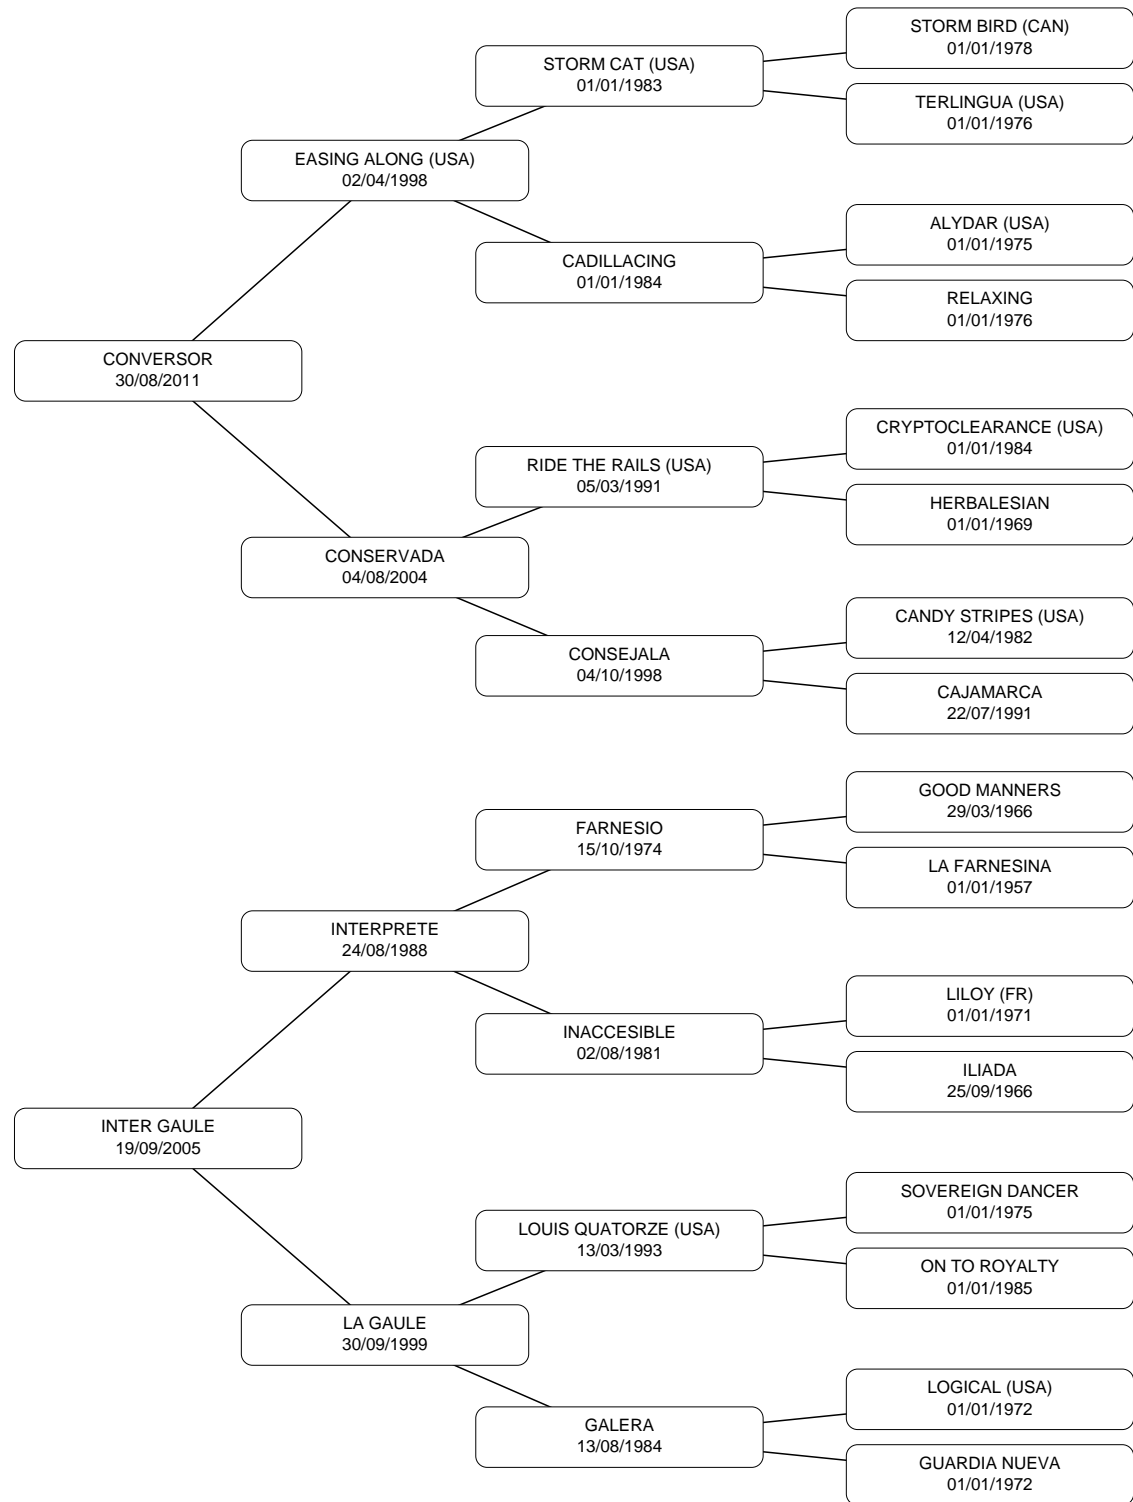 STORM BIRD (CAN)
01/01/1978
STORM CAT (USA)
01/01/1983
TERLINGUA (USA)
01/01/1976
EASING ALONG (USA)
02/04/1998
ALYDAR (USA)
01/01/1975
CADILLACING
01/01/1984
RELAXING
01/01/1976
CONVERSOR
30/08/2011
CRYPTOCLEARANCE (USA)
01/01/1984
RIDE THE RAILS (USA)
05/03/1991
HERBALESIAN
01/01/1969
CONSERVADA
04/08/2004
CANDY STRIPES (USA)
12/04/1982
CONSEJALA
04/10/1998
CAJAMARCA
22/07/1991
GOOD MANNERS
29/03/1966
FARNESIO
15/10/1974
LA FARNESINA
01/01/1957
INTERPRETE
24/08/1988
LILOY (FR)
01/01/1971
INACCESIBLE
02/08/1981
ILIADA
25/09/1966
INTER GAULE
19/09/2005
SOVEREIGN DANCER
01/01/1975
LOUIS QUATORZE (USA)
13/03/1993
ON TO ROYALTY
01/01/1985
LA GAULE
30/09/1999
LOGICAL (USA)
01/01/1972
GALERA
13/08/1984
GUARDIA NUEVA
01/01/1972